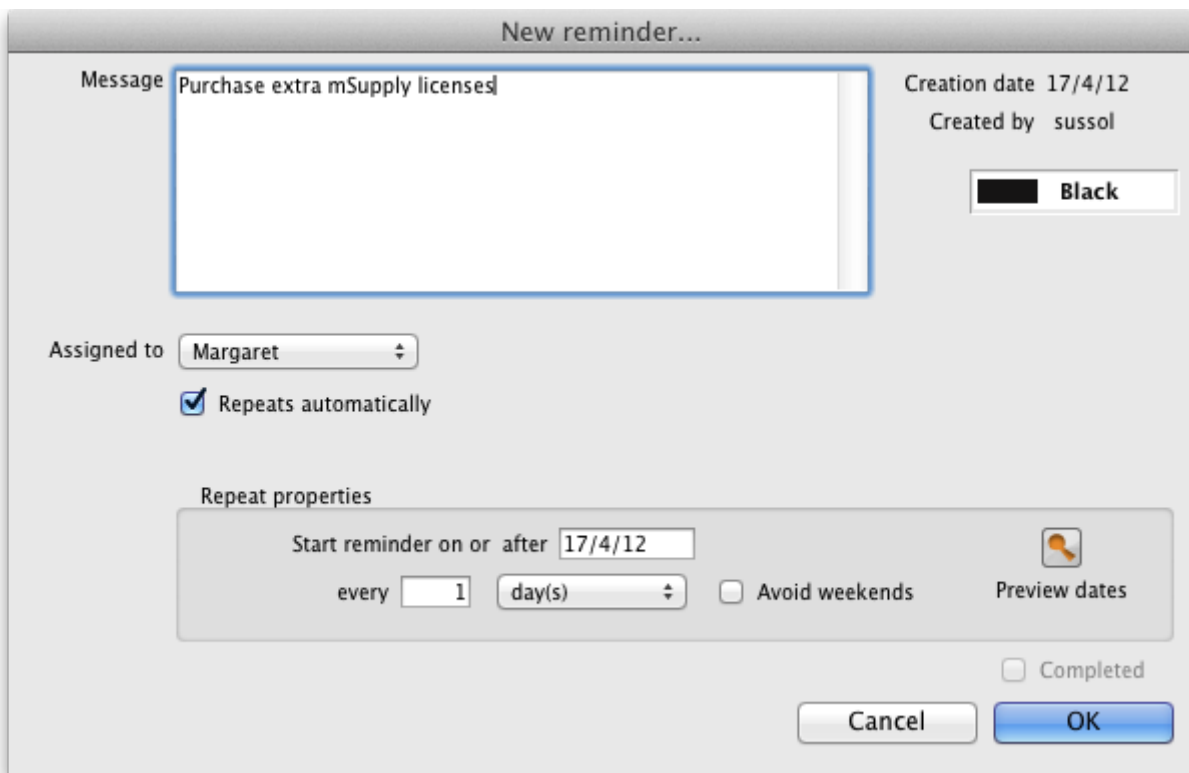 New reminder...
Message Purchase extra mSupply licenses Creation date 17/4/12
Created by sussol
Black
Assigned to Margaret
Repeats automatically
Repeat properties
Start reminder on or after 17/4/12
every 1 day(s) Avoid weekends Preview dates
Completed
Cancel OK